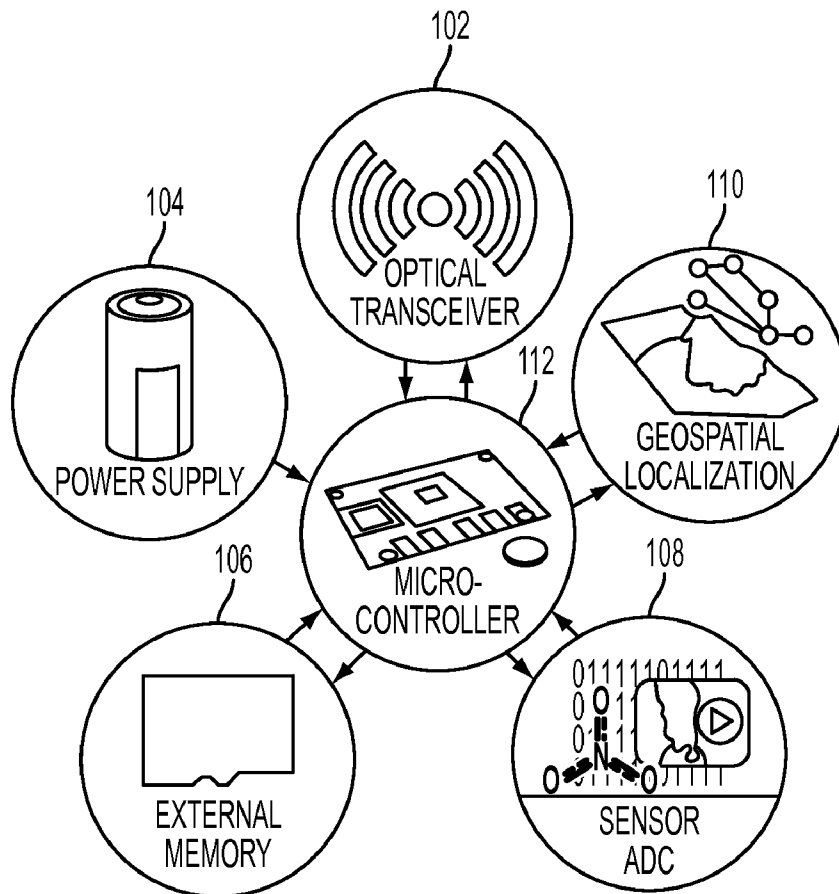 102
OPTICAL
TRANSCEIVER
104
POWER SUPPLY
110
GEOSPATIAL
LOCALIZATION
112
MICRO-
CONTROLLER
106
EXTERNAL
MEMORY
108
01111101111
O
N
O O
SENSOR
ADC